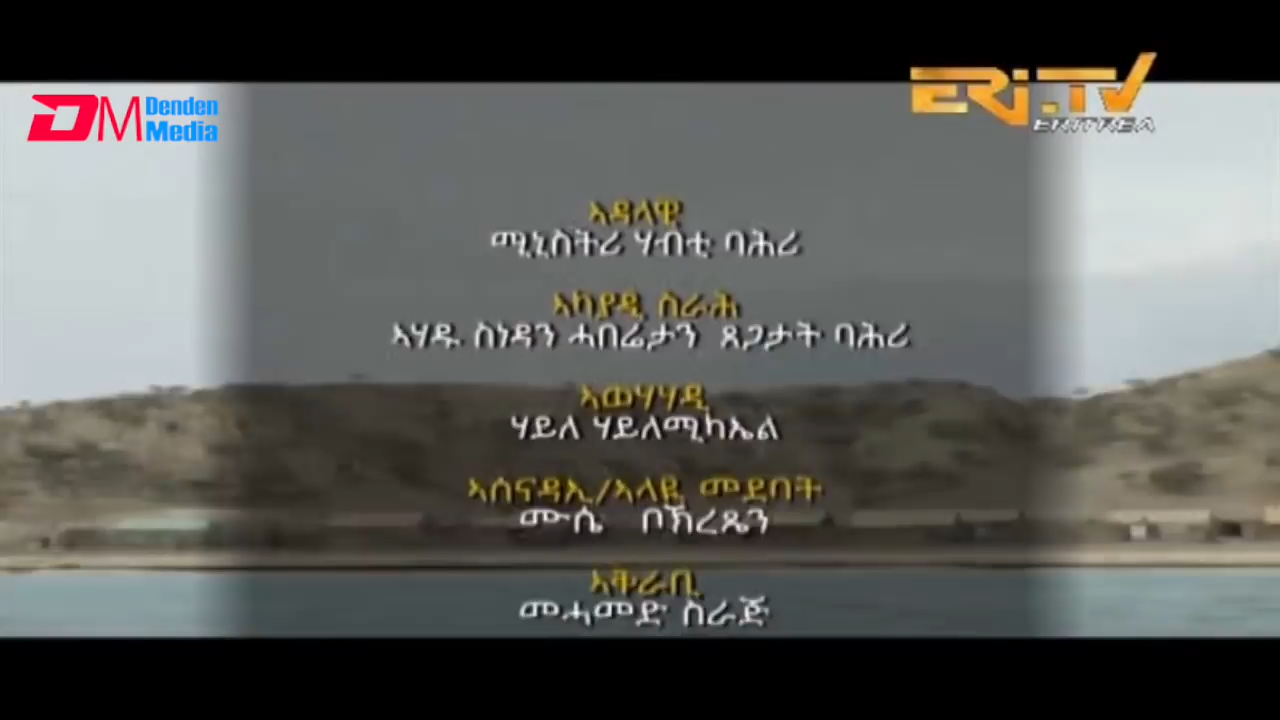 DM Denden Media
ERi.TV
ERITREA
ኣዳላዊ
ሚኒስትሪ ሃብቲ ባሕሪ
ኣካያዲ ስራሕ
ኣሃዱ ስነዳን ሓበሬታን ጸጋታት ባሕሪ
ኣወሃሃዲ
ሃይለ ሃይለሚካኤል
ኣሰናዳኢ/ኣላዪ መደባት
ሙሴ ቦኽረጼን
ኣቅራቢ
መሓመድ ስራጅ